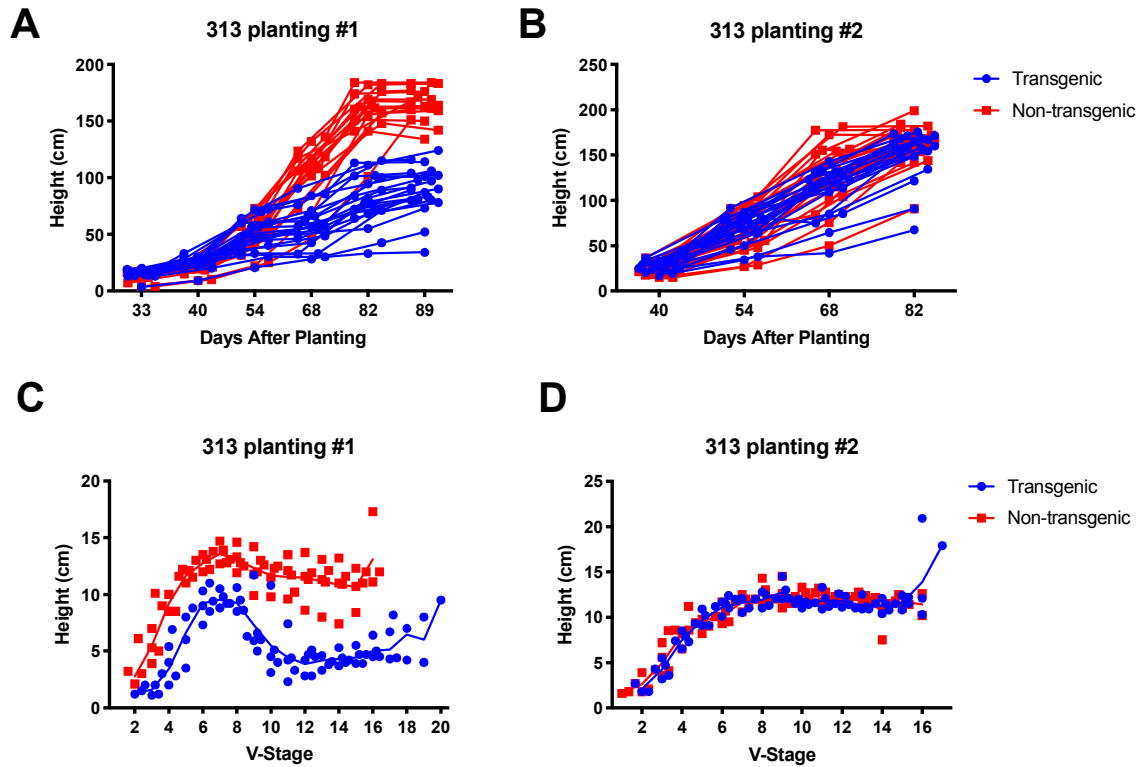 A
313 planting #1
200
150
100
50
0
Height (cm)
33 40 54 68 82 89
Days After Planting
B
313 planting #2
250
200
150
100
50
0
Height (cm)
40 54 68 82
Days After Planting
Transgenic
Non-transgenic
C
313 planting #1
20
15
10
5
0
Height (cm)
2 4 6 8 10 12 14 16 18 20
V-Stage
D
313 planting #2
25
20
15
10
5
0
Height (cm)
2 4 6 8 10 12 14 16
V-Stage
Transgenic
Non-transgenic